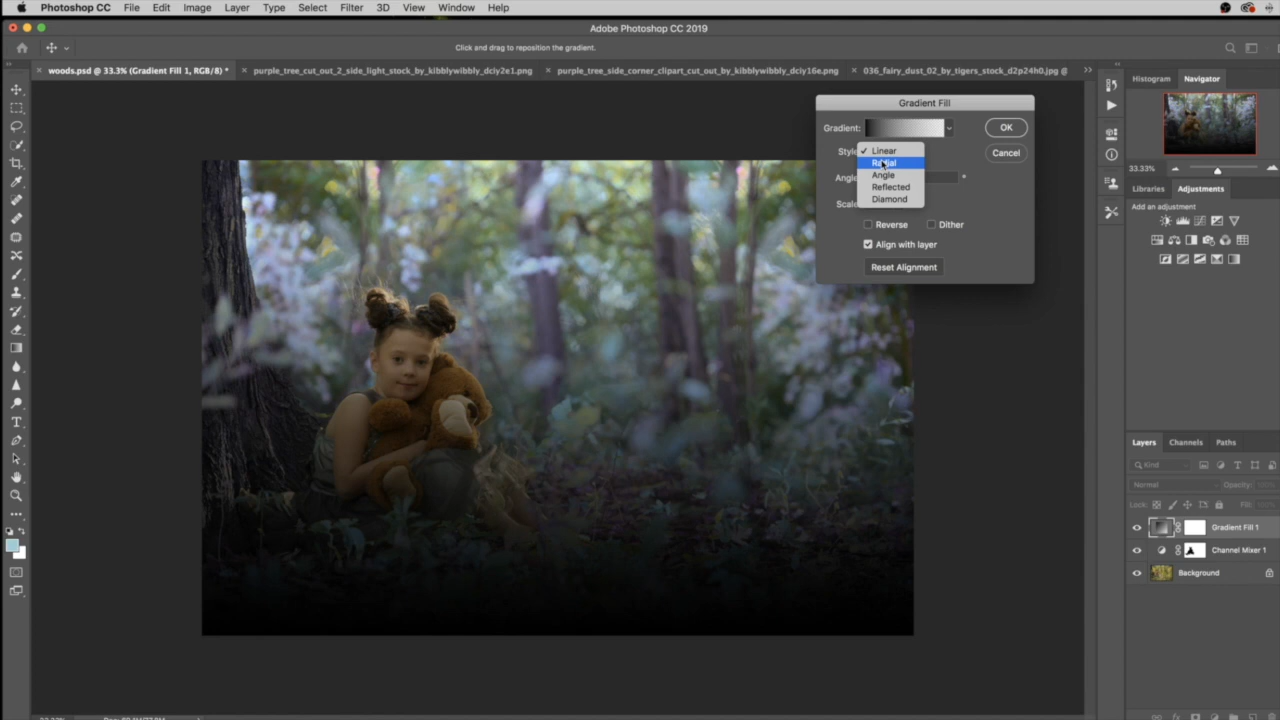 Photoshop CC File Edit Image Layer Type Select Filter 3D View Window Help
Adobe Photoshop CC 2019
Click and drag to reposition the gradient.
woods.psd @ 33.3% (Gradient Fill 1, RGB/8) * purple_tree_cut_out_2_side_light_stock_by_kibblywibbly_dciy2e1.png purple_tree_side_corner_clipart_cut_out_by_kibblywibbly_dciy16e.png 036_fairy_dust_02_by_tigers_stock_d2p24h0.jpg @
Histogram Navigator
Gradient Fill
Gradient: OK
Style Linear Cancel
Radial
Angle
Angle
Reflected
Diamond
Scale
Reverse Dither
Align with layer
Reset Alignment
33.33%
Libraries Adjustments
Add an adjustment
Layers Channels Paths
Kind
Normal Opacity:
Lock: Fill:
Gradient Fill 1
Channel Mixer 1
Background